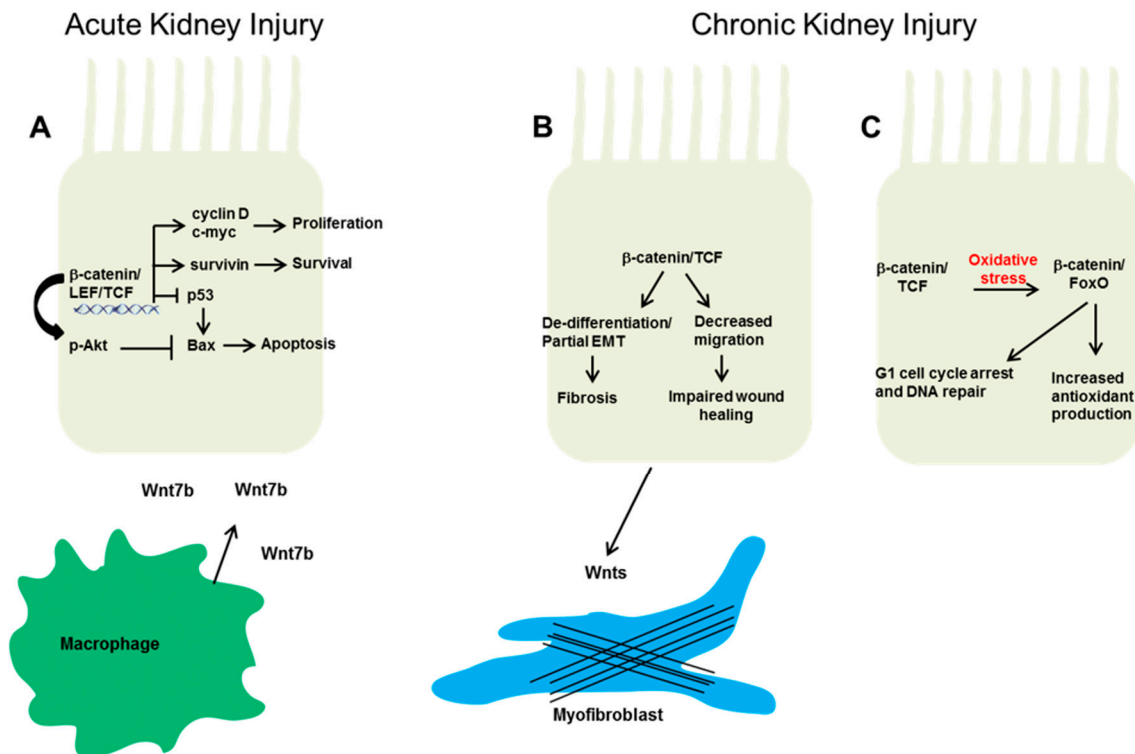 Acute Kidney Injury
Chronic Kidney Injury
A
cyclin D
c-myc
Proliferation
survivin
Survival
β-catenin/
LEF/TCF
p53
p-Akt
Bax
Apoptosis
Wnt7b
Wnt7b
Wnt7b
Macrophage
B
β-catenin/TCF
De-differentiation/
Partial EMT
Decreased
migration
Fibrosis
Impaired wound
healing
Wnts
Myofibroblast
C
β-catenin/
TCF
Oxidative
stress
β-catenin/
FoxO
G1 cell cycle arrest
and DNA repair
Increased
antioxidant
production